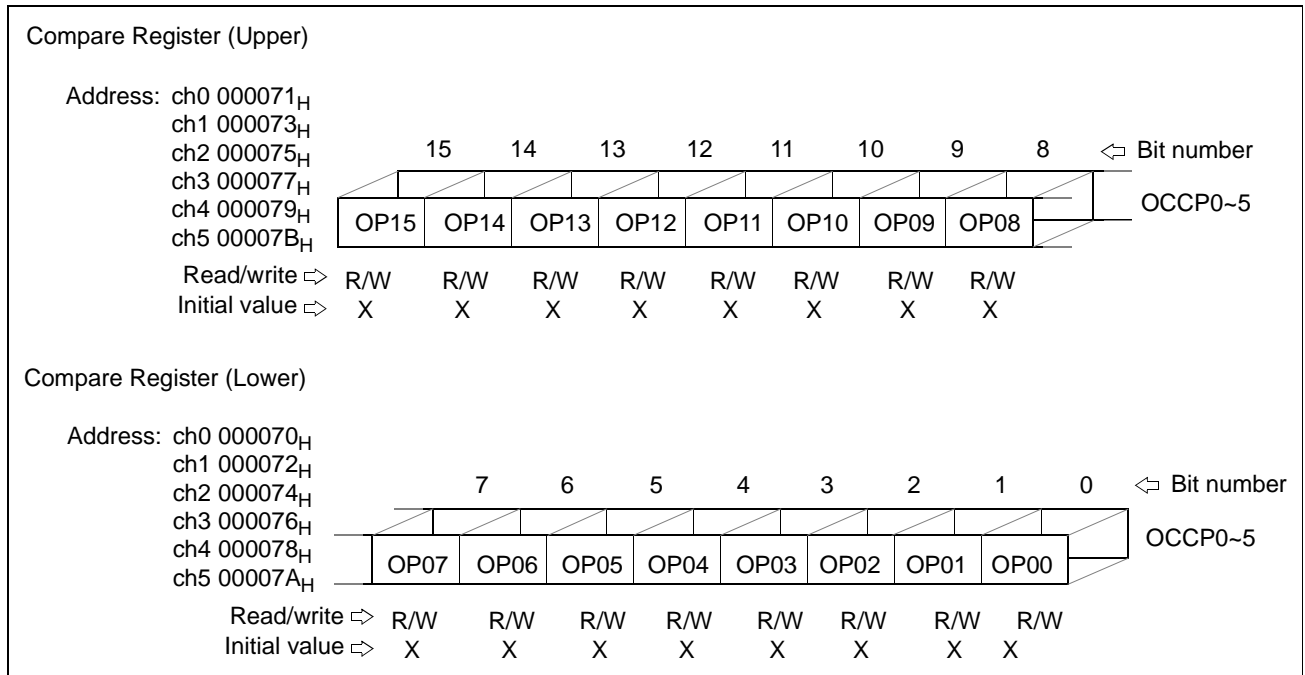 Compare Register (Upper)
Address: ch0 000071H
ch1 000073H
ch2 000075H
ch3 000077H
ch4 000079H
ch5 00007BH
15 14 13 12 11 10 9 8 ⇦ Bit number
OP15 OP14 OP13 OP12 OP11 OP10 OP09 OP08 OCCP0~5
Read/write ⇨ R/W R/W R/W R/W R/W R/W R/W R/W
Initial value ⇨ X X X X X X X X
Compare Register (Lower)
Address: ch0 000070H
ch1 000072H
ch2 000074H
ch3 000076H
ch4 000078H
ch5 00007AH
7 6 5 4 3 2 1 0 ⇦ Bit number
OP07 OP06 OP05 OP04 OP03 OP02 OP01 OP00 OCCP0~5
Read/write ⇨ R/W R/W R/W R/W R/W R/W R/W R/W
Initial value ⇨ X X X X X X X X